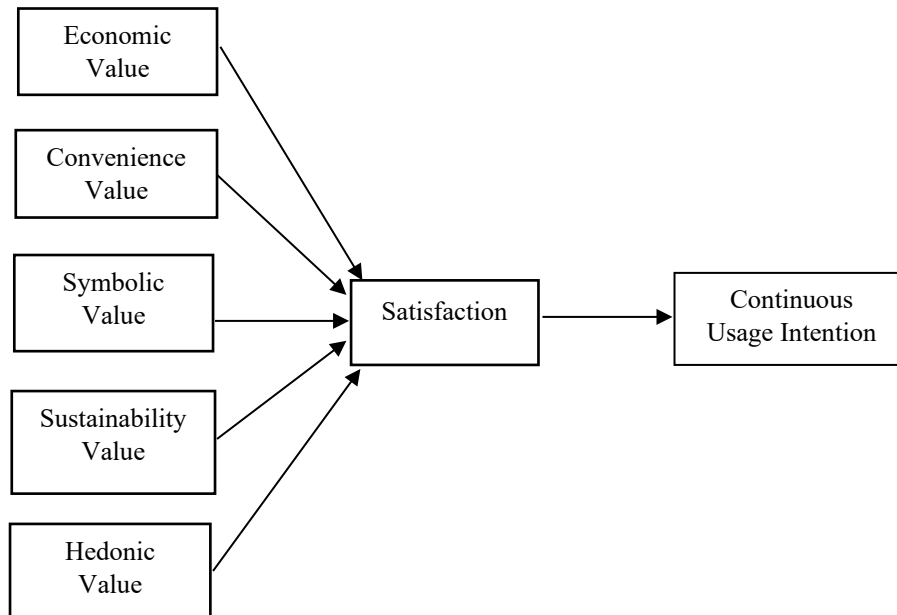 Economic
Value
Convenience
Value
Symbolic
Value
Sustainability
Value
Hedonic
Value
Satisfaction
Continuous
Usage Intention